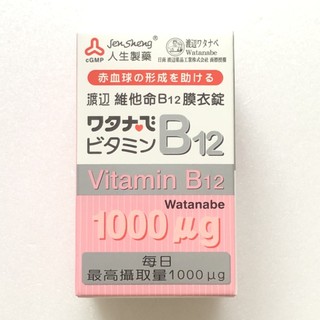 Jen Sheng
人生製藥
cGMP
渡辺ワタナベ
Watanabe
赤血球の形成を助ける
渡辺 維他命B12膜衣錠
ワタナベ
ビタミン B12
Vitamin B12
Watanabe
1000μg
每日
最高攝取量1000μg